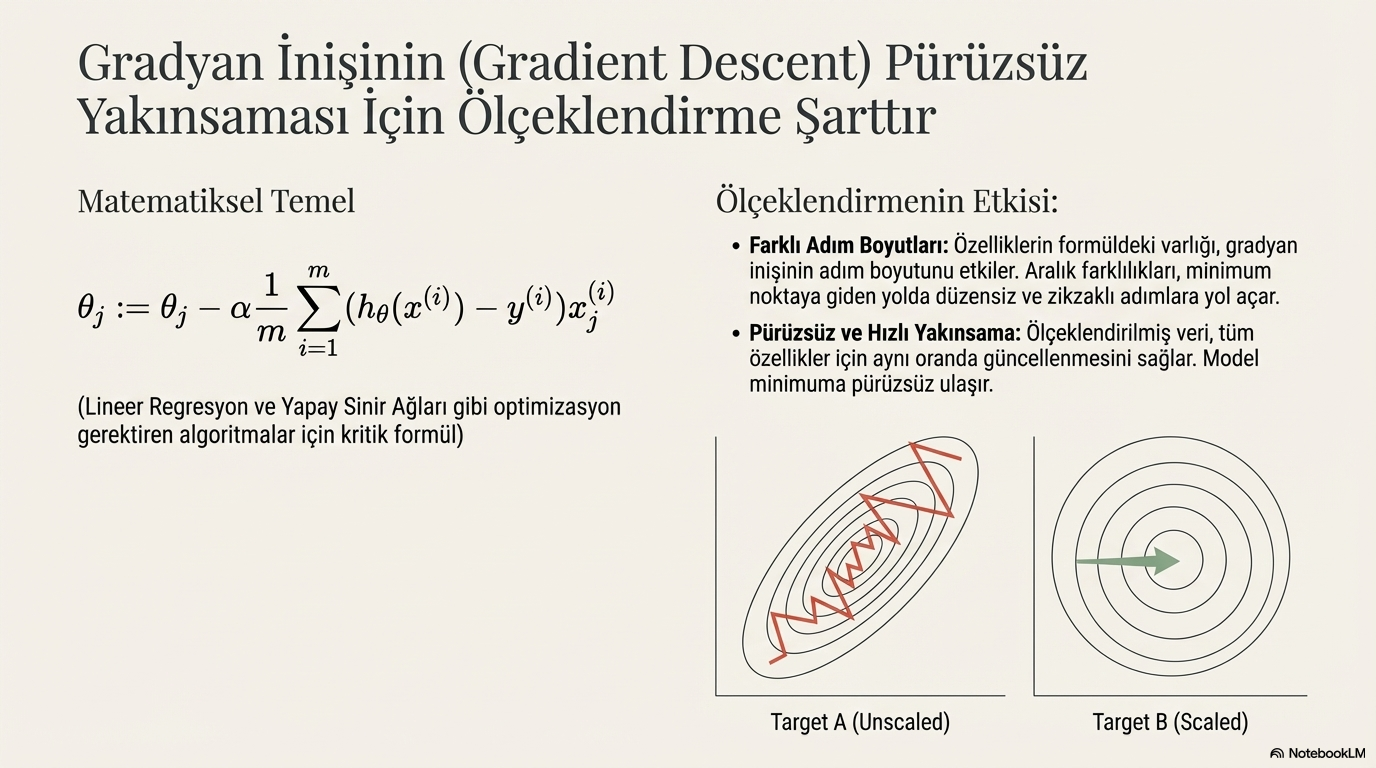 Gradyan İnişinin (Gradient Descent) Pürüzsüz
Yakınsaması İçin Ölçeklendirme Şarttır
Matematiksel Temel
θ_j := θ_j − α \frac{1}{m} \sum_{i=1}^{m} (h_θ(x^{(i)}) − y^{(i)}) x_j^{(i)}
(Lineer Regresyon ve Yapay Sinir Ağları gibi optimizasyon
gerektiren algoritmalar için kritik formül)
Ölçeklendirmenin Etkisi:
• Farklı Adım Boyutları: Özelliklerin formüldeki varlığı, gradyan
inişinin adım boyutunu etkiler. Aralık farklılıkları, minimum
noktaya giden yolda düzensiz ve zikzaklı adımlara yol açar.
• Pürüzsüz ve Hızlı Yakınsama: Ölçeklendirilmiş veri, tüm
özellikler için aynı oranda güncellenmesini sağlar. Model
minimuma pürüzsüz ulaşır.
Target A (Unscaled)
Target B (Scaled)
NotebookLM